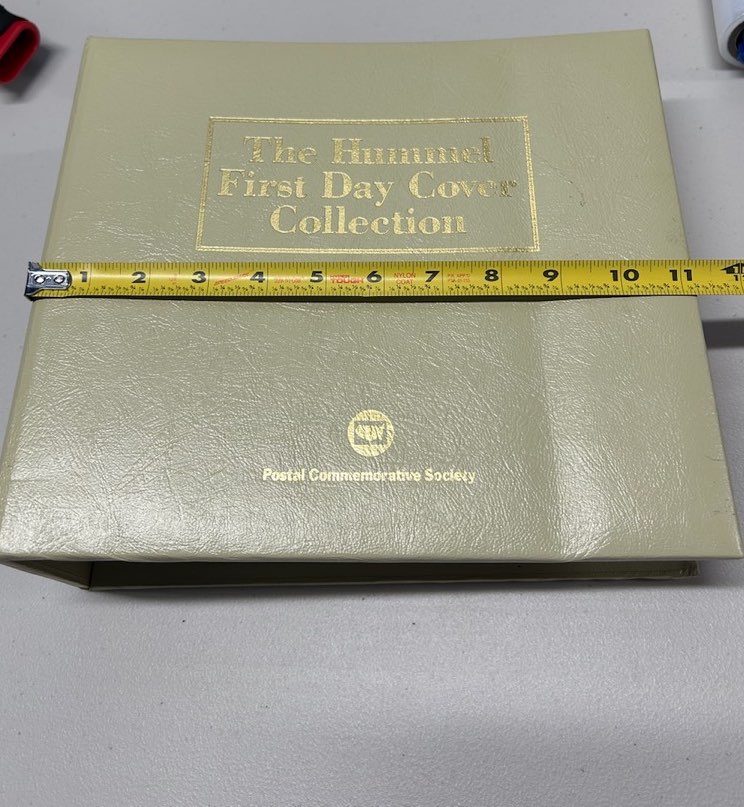 The Hummel
First Day Cover
Collection
1 2 3 4 5 6 7 8 9 10 11
TOUGH
NYLON
COAT
Postal Commemorative Society